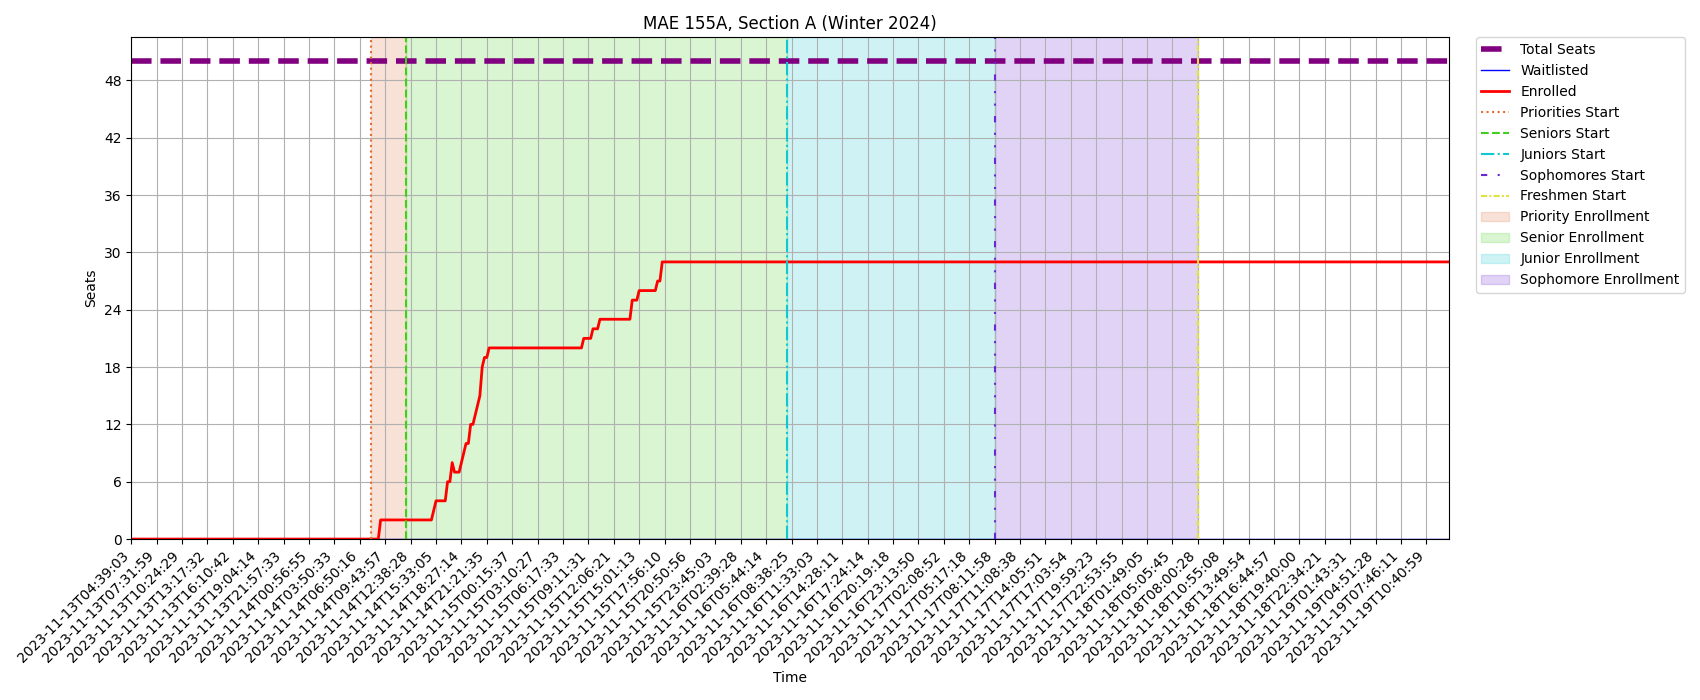 MAE 155A, Section A (Winter 2024)
Seats
48
42
36
30
24
18
12
6
0
2023-11-13T04:39:03
2023-11-13T07:31:59
2023-11-13T10:24:29
2023-11-13T13:17:32
2023-11-13T16:10:42
2023-11-13T19:04:14
2023-11-13T21:57:33
2023-11-14T00:56:55
2023-11-14T03:50:33
2023-11-14T06:50:16
2023-11-14T09:43:57
2023-11-14T12:38:28
2023-11-14T15:33:05
2023-11-14T18:27:14
2023-11-14T21:21:35
2023-11-15T00:15:37
2023-11-15T03:10:27
2023-11-15T06:17:33
2023-11-15T09:11:31
2023-11-15T12:06:21
2023-11-15T15:01:13
2023-11-15T17:56:10
2023-11-15T20:50:56
2023-11-15T23:45:03
2023-11-16T02:39:28
2023-11-16T05:44:14
2023-11-16T08:38:25
2023-11-16T11:33:03
2023-11-16T14:28:11
2023-11-16T17:24:14
2023-11-16T20:19:18
2023-11-16T23:13:50
2023-11-17T02:08:52
2023-11-17T05:17:18
2023-11-17T08:11:58
2023-11-17T11:08:38
2023-11-17T14:05:51
2023-11-17T17:03:54
2023-11-17T19:59:23
2023-11-17T22:53:55
2023-11-18T01:49:05
2023-11-18T05:05:45
2023-11-18T08:00:28
2023-11-18T10:55:08
2023-11-18T13:49:54
2023-11-18T16:44:57
2023-11-18T19:40:00
2023-11-18T22:34:21
2023-11-19T01:43:31
2023-11-19T04:51:28
2023-11-19T07:46:11
2023-11-19T10:40:59
Time
Total Seats
Waitlisted
Enrolled
Priorities Start
Seniors Start
Juniors Start
Sophomores Start
Freshmen Start
Priority Enrollment
Senior Enrollment
Junior Enrollment
Sophomore Enrollment